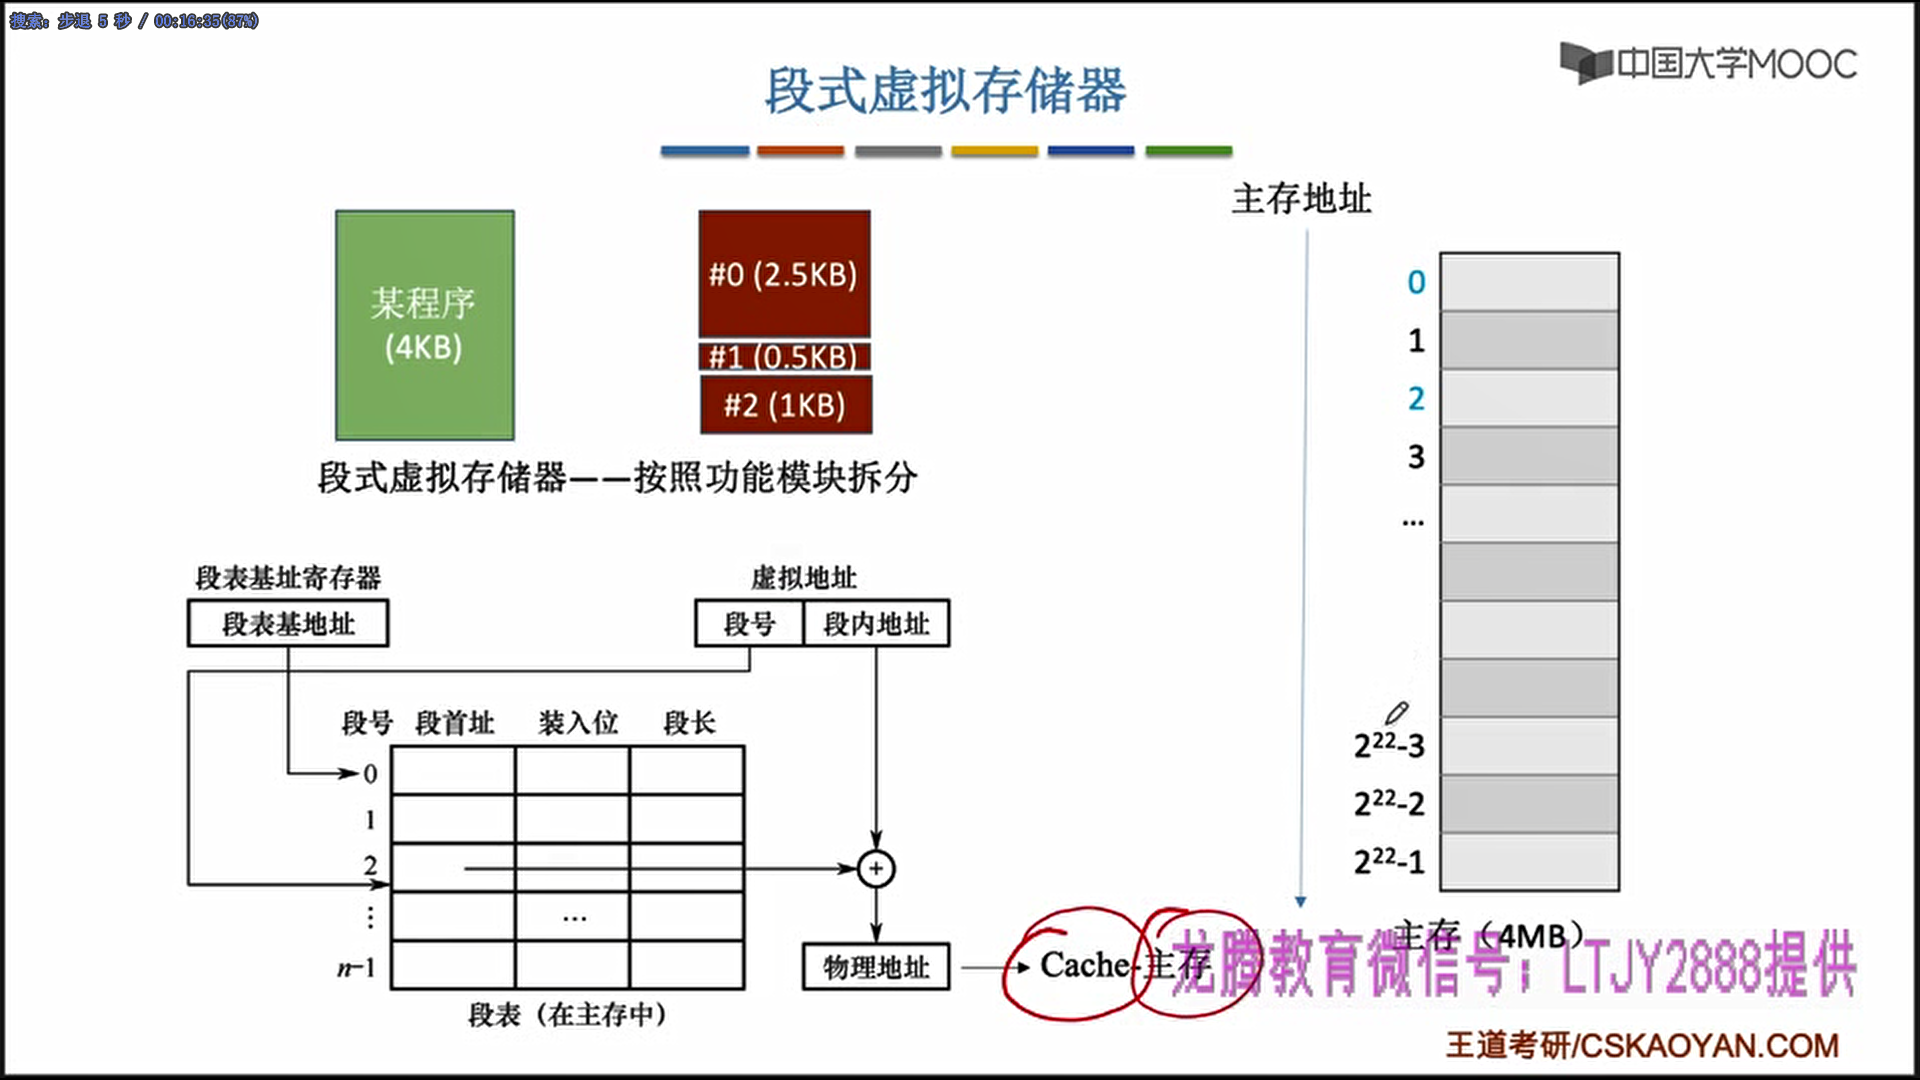 搜索: 步退 5 秒 / 00:16:35(87%)
中国大学MOOC
段式虚拟存储器
主存地址
某程序
(4KB)
#0 (2.5KB)
#1 (0.5KB)
#2 (1KB)
段式虚拟存储器——按照功能模块拆分
0
1
2
3
...
2²²-3
2²²-2
2²²-1
主存（4MB）
段表基址寄存器
段表基地址
虚拟地址
段号 段内地址
段号 段首址 装入位 段长
0
1
2
⋮ ...
n-1
+
物理地址
Cache-主存
段表（在主存中）
龙腾教育微信号：LTJY2888提供
王道考研/CSKAOYAN.COM